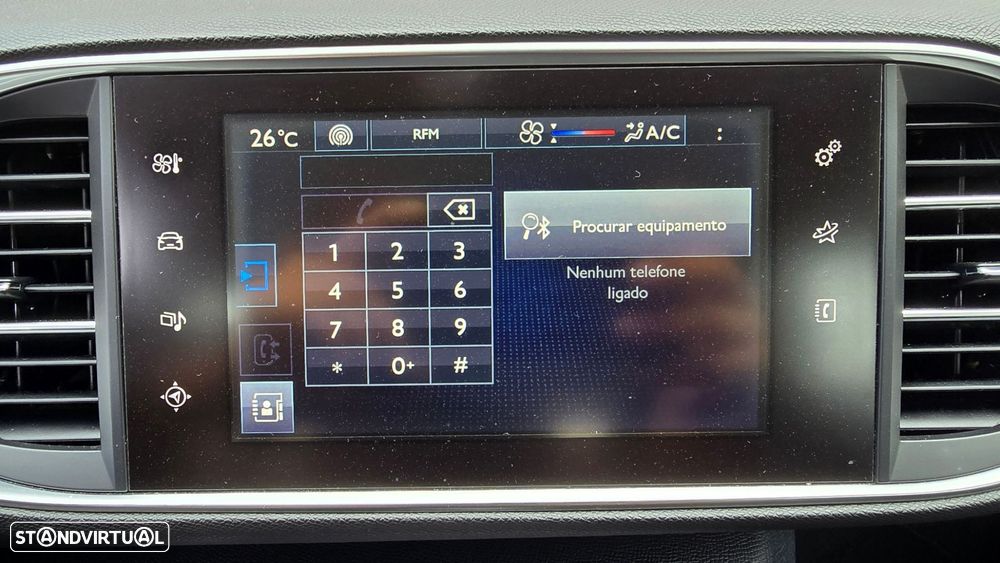 26°C
RFM
A/C
Procurar equipamento
Nenhum telefone
ligado
1 2 3
4 5 6
7 8 9
* 0+ #
STANDVIRTUAL